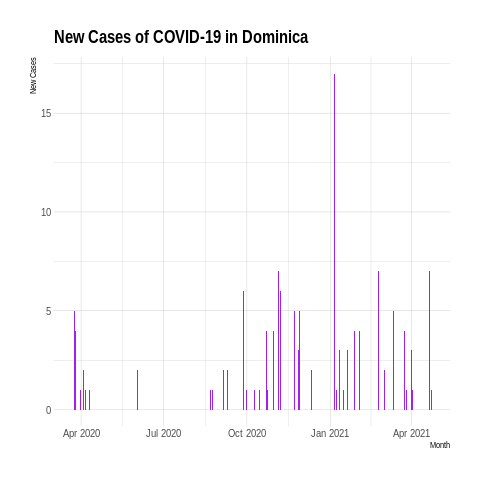 New Cases of COVID-19 in Dominica
New Cases
15
10
5
0
Apr 2020 Jul 2020 Oct 2020 Jan 2021 Apr 2021
Month